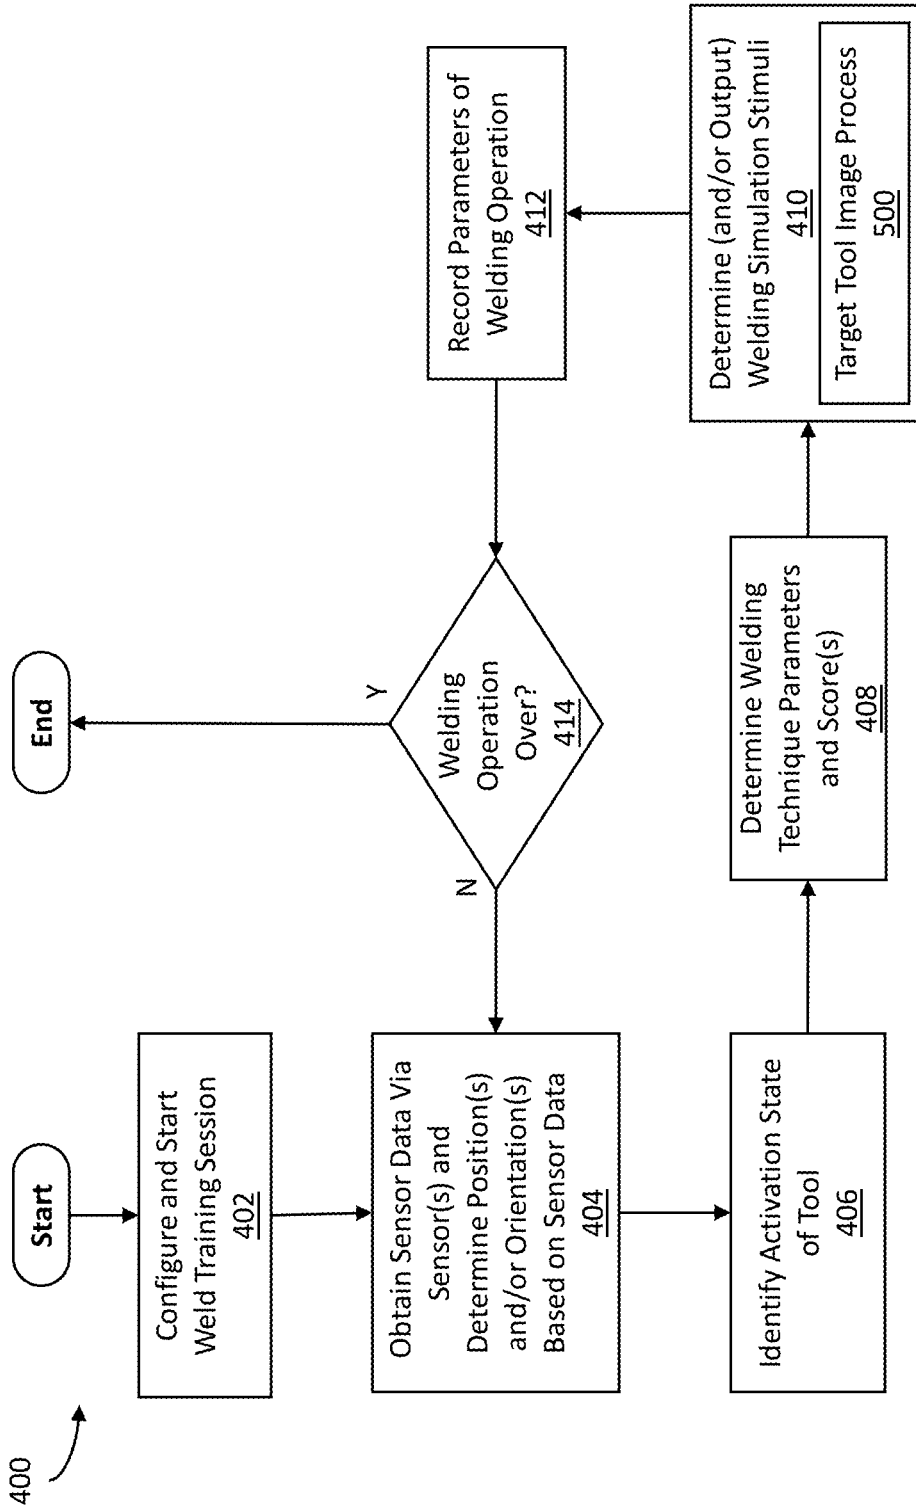 400
Start
Configure and Start
Weld Training Session
402
Obtain Sensor Data Via
Sensor(s) and
Determine Position(s)
and/or Orientation(s)
Based on Sensor Data
404
Identify Activation State
of Tool
406
Determine Welding
Technique Parameters
and Score(s)
408
Determine (and/or Output)
Welding Simulation Stimuli
410
Target Tool Image Process
500
Record Parameters of
Welding Operation
412
Welding
Operation
Over?
414
N
Y
End